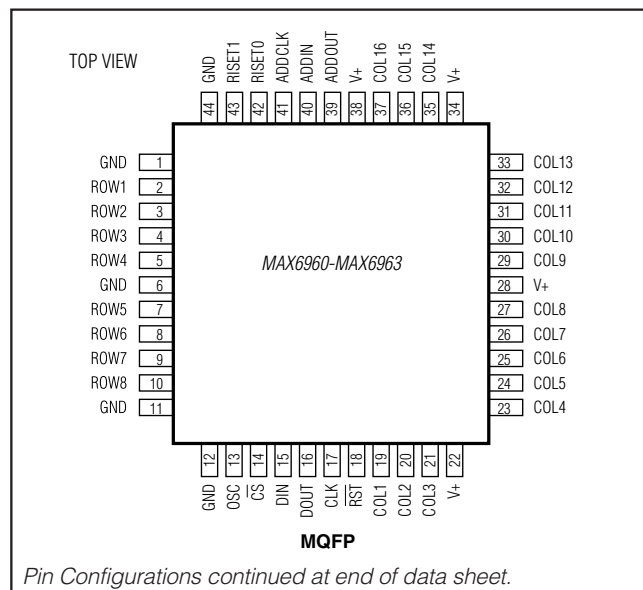 TOP VIEW
GND
RISET1
RISET0
ADDCLK
ADDIN
ADDOUT
V+
COL16
COL15
COL14
V+
44
43
42
41
40
39
38
37
36
35
34
GND 1
ROW1 2
ROW2 3
ROW3 4
ROW4 5
GND 6
ROW5 7
ROW6 8
ROW7 9
ROW8 10
GND 11
MAX6960-MAX6963
33 COL13
32 COL12
31 COL11
30 COL10
29 COL9
28 V+
27 COL8
26 COL7
25 COL6
24 COL5
23 COL4
12
13
14
15
16
17
18
19
20
21
22
GND
OSC
CS
DIN
DOUT
CLK
RST
COL1
COL2
COL3
V+
MQFP
Pin Configurations continued at end of data sheet.